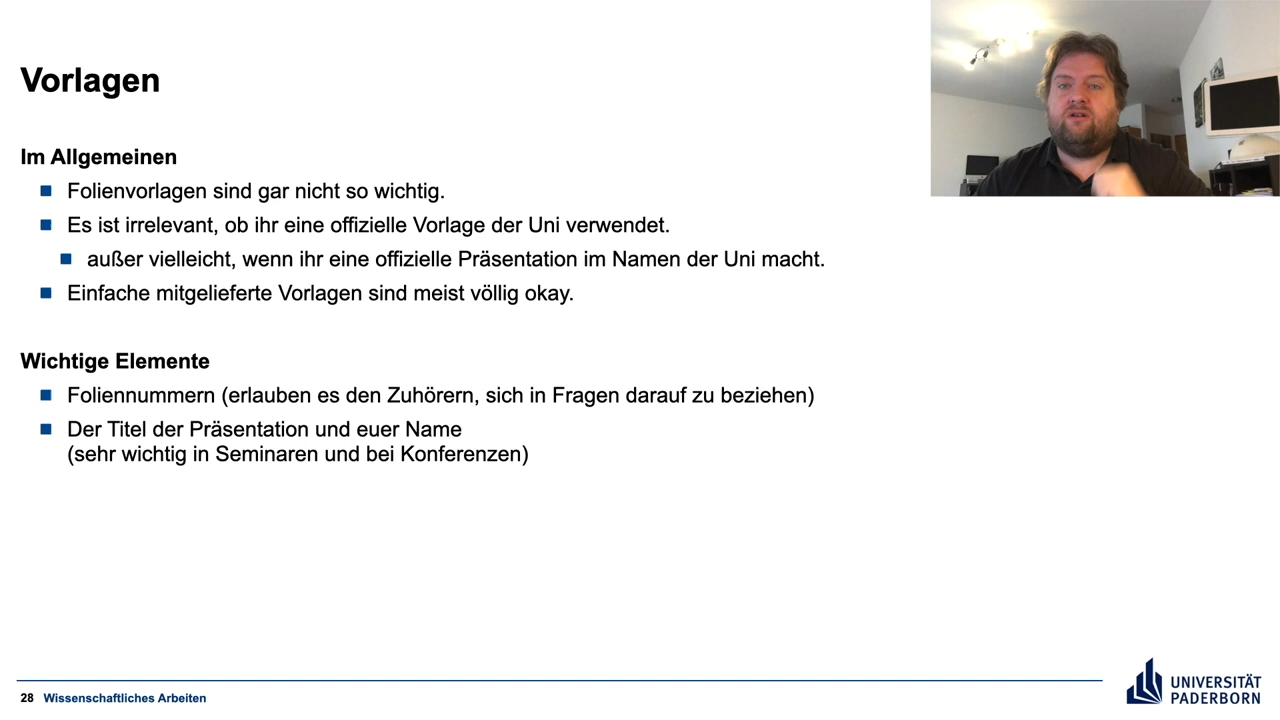 Vorlagen
Im Allgemeinen
Folienvorlagen sind gar nicht so wichtig.
Es ist irrelevant, ob ihr eine offizielle Vorlage der Uni verwendet.
außer vielleicht, wenn ihr eine offizielle Präsentation im Namen der Uni macht.
Einfache mitgelieferte Vorlagen sind meist völlig okay.
Wichtige Elemente
Foliennummern (erlauben es den Zuhörern, sich in Fragen darauf zu beziehen)
Der Titel der Präsentation und euer Name
(sehr wichtig in Seminaren und bei Konferenzen)
28 Wissenschaftliches Arbeiten
UNIVERSITÄT
PADERBORN